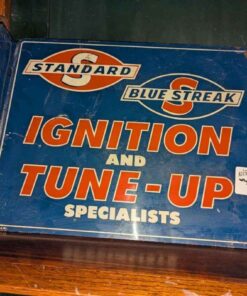 S
STANDARD
S
BLUE STREAK
IGNITION
AND
TUNE-UP
SPECIALISTS